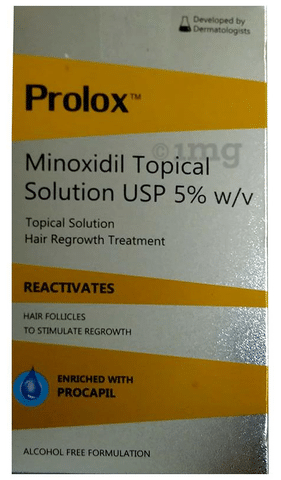 Developed by
Dermatologists
Prolox™
1mg
Minoxidil Topical
Solution USP 5% w/v
Topical Solution
Hair Regrowth Treatment
REACTIVATES
HAIR FOLLICLES
TO STIMULATE REGROWTH
ENRICHED WITH
PROCAPIL
ALCOHOL FREE FORMULATION